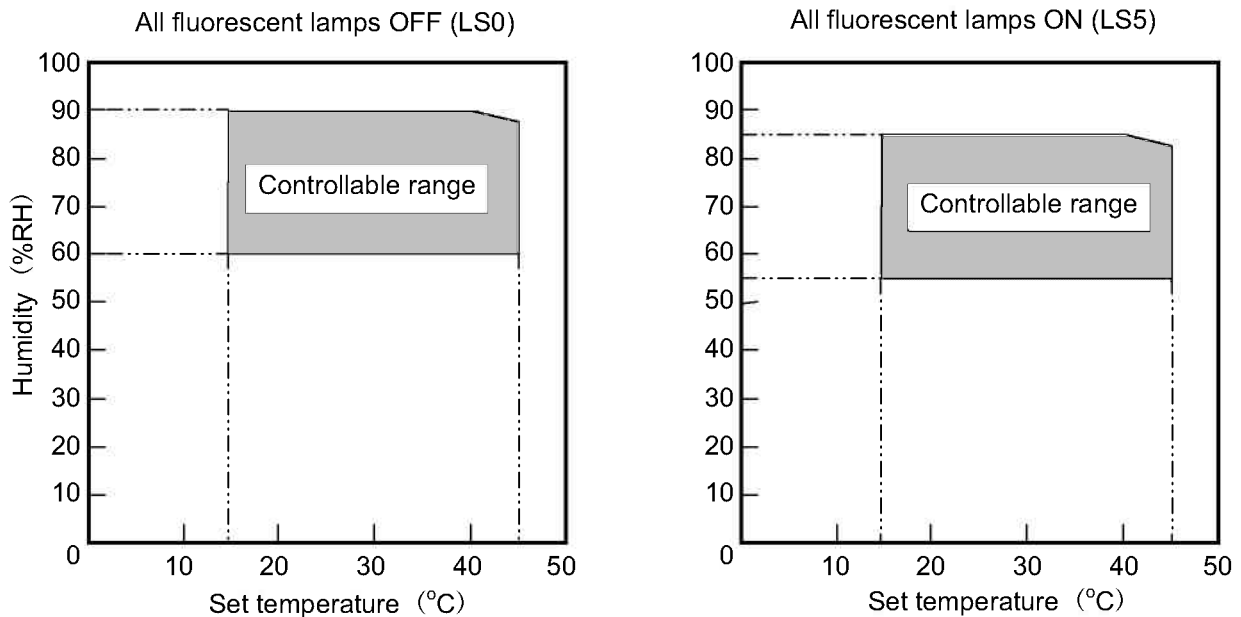 All fluorescent lamps OFF (LS0)
100
90
80
70
60
50
40
30
20
10
0
Humidity (%RH)
Controllable range
10 20 30 40 50
Set temperature (°C)
All fluorescent lamps ON (LS5)
100
90
80
70
60
50
40
30
20
10
0
Controllable range
10 20 30 40 50
Set temperature (°C)